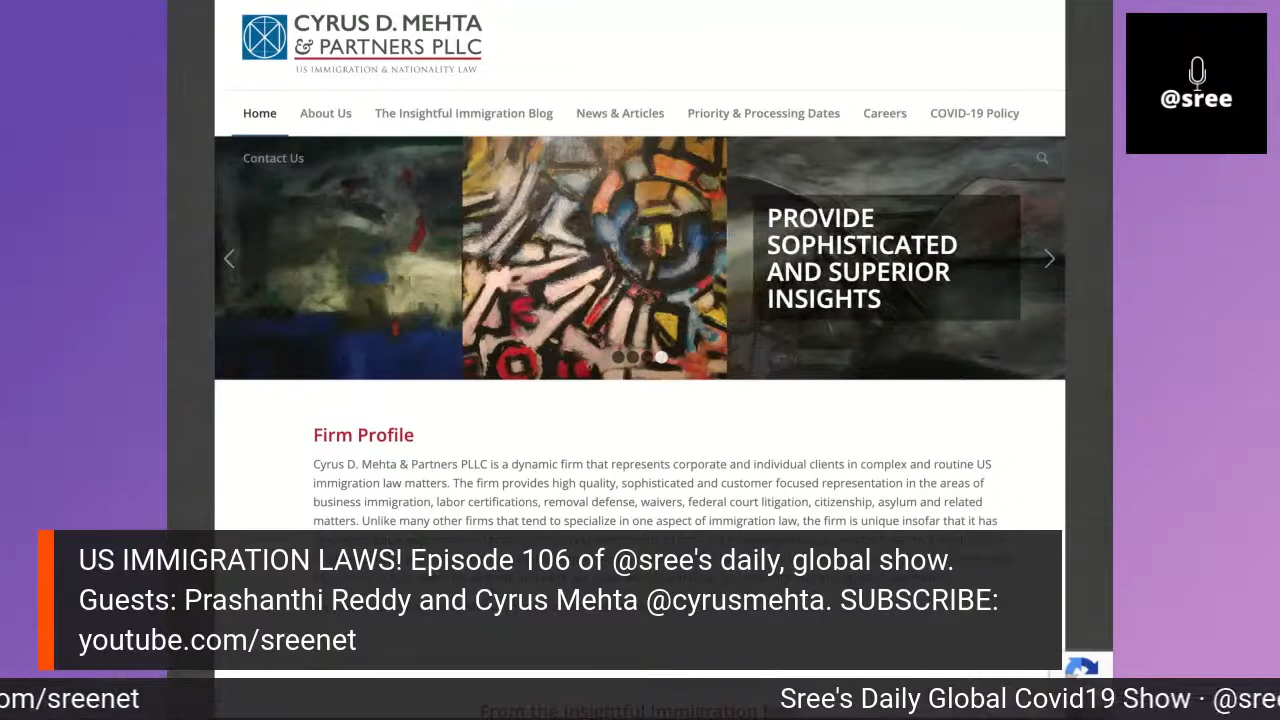 CYRUS D. MEHTA
& PARTNERS PLLC
US IMMIGRATION & NATIONALITY LAW
@sree
Home About Us The Insightful Immigration Blog News & Articles Priority & Processing Dates Careers COVID-19 Policy
Contact Us
PROVIDE
SOPHISTICATED
AND SUPERIOR
INSIGHTS
Firm Profile
Cyrus D. Mehta & Partners PLLC is a dynamic firm that represents corporate and individual clients in complex and routine US
immigration law matters. The firm provides high quality, sophisticated and customer focused representation in the areas of
business immigration, labor certifications, removal defense, waivers, federal court litigation, citizenship, asylum and related
matters. Unlike many other firms that tend to specialize in one aspect of immigration law, the firm is unique insofar that it has
US IMMIGRATION LAWS! Episode 106 of @sree's daily, global show.
Guests: Prashanthi Reddy and Cyrus Mehta @cyrusmehta. SUBSCRIBE:
youtube.com/sreenet
om/sreenet Sree's Daily Global Covid19 Show · @sre
From the Insightful Immigration